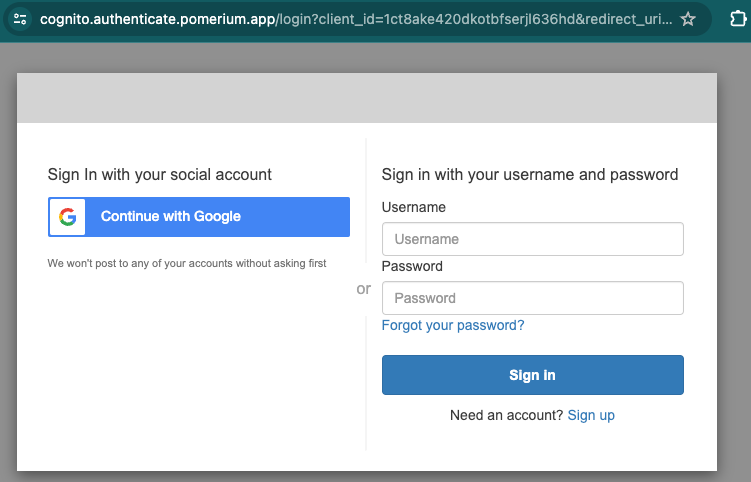 cognito.authenticate.pomerium.app/login?client_id=1ct8ake420dkotbfserjl636hd&redirect_uri...
Sign In with your social account
Continue with Google
We won't post to any of your accounts without asking first
or
Sign in with your username and password
Username
Username
Password
Password
Forgot your password?
Sign In
Need an account? Sign up